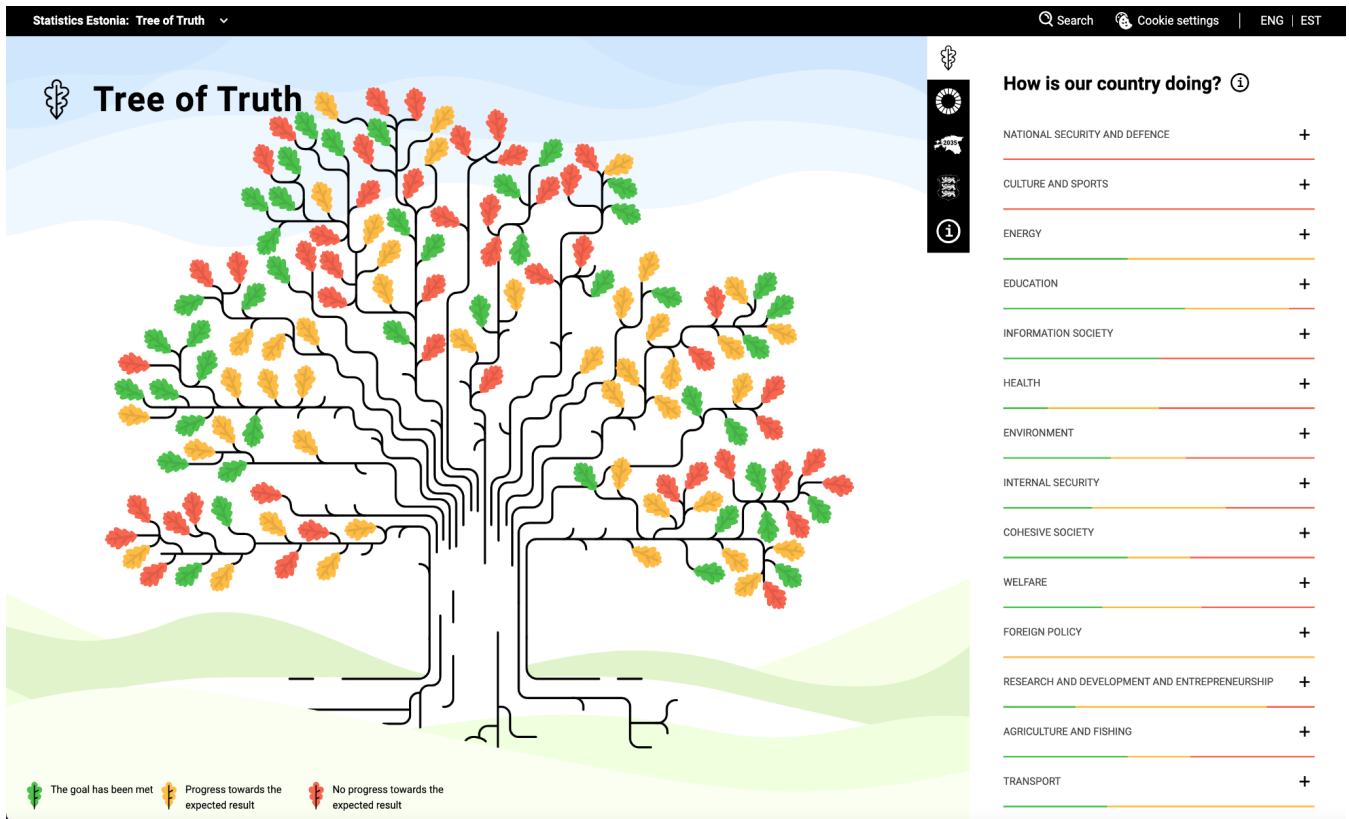 Statistics Estonia: Tree of Truth
Search
Cookie settings
ENG | EST
Tree of Truth
2035
How is our country doing?
NATIONAL SECURITY AND DEFENCE
CULTURE AND SPORTS
ENERGY
EDUCATION
INFORMATION SOCIETY
HEALTH
ENVIRONMENT
INTERNAL SECURITY
COHESIVE SOCIETY
WELFARE
FOREIGN POLICY
RESEARCH AND DEVELOPMENT AND ENTREPRENEURSHIP
AGRICULTURE AND FISHING
TRANSPORT
The goal has been met
Progress towards the
expected result
No progress towards the
expected result